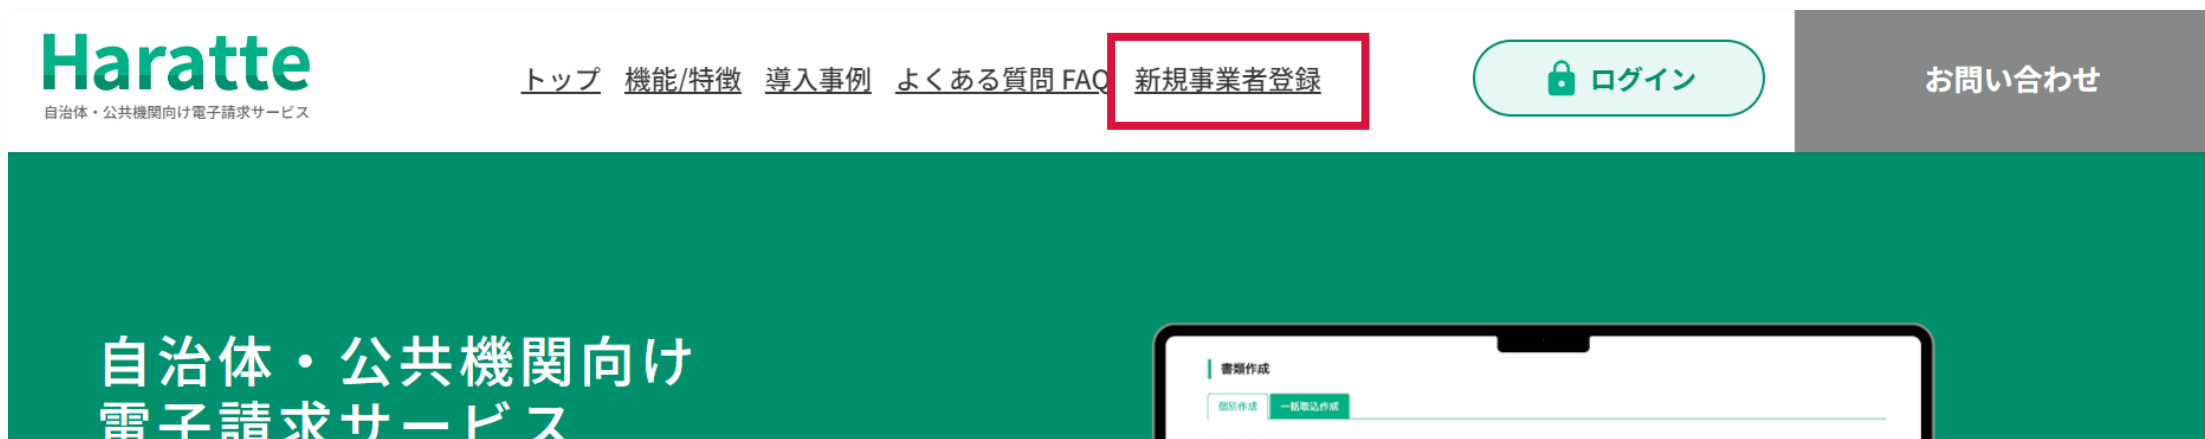 Haratte
自治体・公共機関向け電子請求サービス
トップ 機能/特徴 導入事例 よくある質問 FAQ 新規事業者登録
ログイン
お問い合わせ
自治体・公共機関向け
電子請求サービス
書類作成
個別作成 一括取込作成